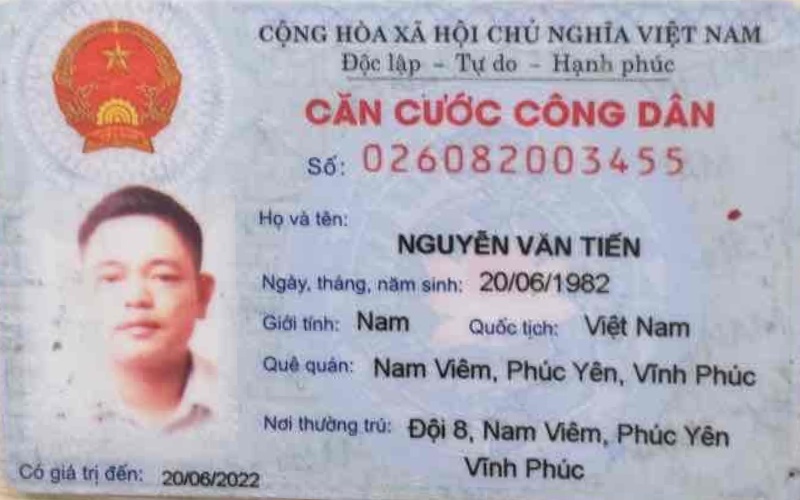 CỘNG HÒA XÃ HỘI CHỦ NGHĨA VIỆT NAM
Độc lập - Tự do - Hạnh phúc
CĂN CƯỚC CÔNG DÂN
Số: 026082003455
Họ và tên:
NGUYỄN VĂN TIẾN
Ngày, tháng, năm sinh: 20/06/1982
Giới tính: Nam Quốc tịch: Việt Nam
Quê quán: Nam Viêm, Phúc Yên, Vĩnh Phúc
Nơi thường trú: Đội 8, Nam Viêm, Phúc Yên
Vĩnh Phúc
Có giá trị đến: 20/06/2022